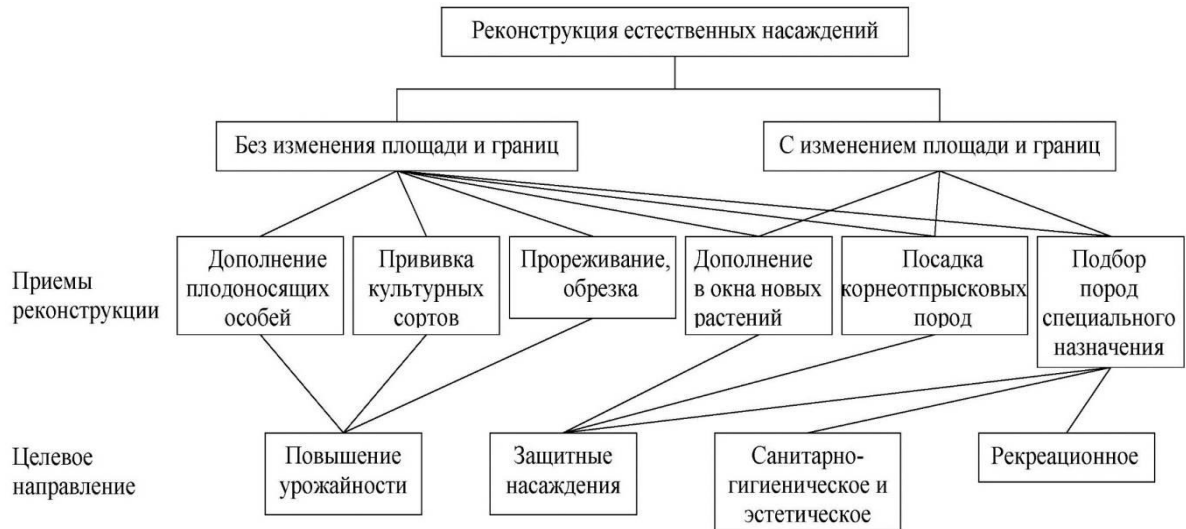 Реконструкция естественных насаждений
Без изменения площади и границ
С изменением площади и границ
Приемы
реконструкции
Дополнение
плодоносящих
особей
Прививка
культурных
сортов
Прореживание,
обрезка
Дополнение
в окна новых
растений
Посадка
корнеотпрысковых
пород
Подбор
пород
специального
назначения
Целевое
направление
Повышение
урожайности
Защитные
насаждения
Санитарно-
гигиеническое и
эстетическое
Рекреационное